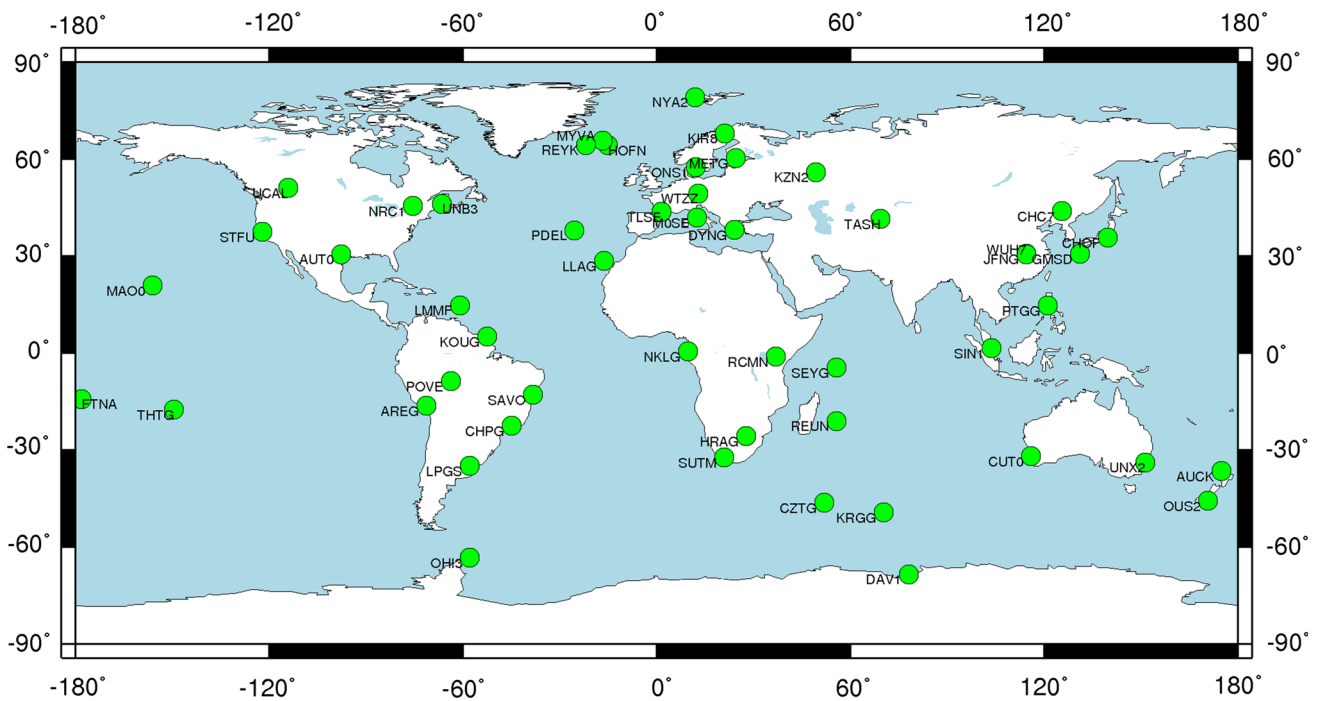 -180° -120° -60° 0° 60° 120° 180°
90° 90°
NYA2
MYVA KIR8
REYK HOFN METG
60° 60°
ONS1 KZN2
UCAL WTZZ
NRC1 UNB3 TLSE M0SE TASH CHC7
STFU PDEL DYNG CHOF
AUT0 LLAG WUH7
JFNG GMSD
30° 30°
MAO0
LMMF PTGG
KOUG
0° NKLG RCMN SIN1 0°
SEYG
POVE
FTNA THTG AREG SAVO
CHPG REUN
-30° HRAG -30°
LPGS SUTM CUT0 UNX2
AUCK
CZTG OUS2
KRGG
-60° -60°
OHI3
DAV1
-90° -90°
-180° -120° -60° 0° 60° 120° 180°